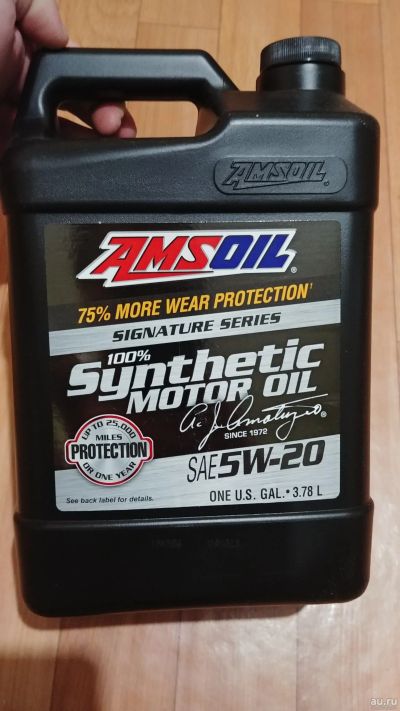 AMSOIL
AMSOIL®
75% MORE WEAR PROTECTION¹
SIGNATURE SERIES
100%
Synthetic
MOTOR OIL
SINCE 1972
UP TO 25,000
MILES
PROTECTION
OR ONE YEAR
SAE 5W-20
See back label for details.
ONE U.S. GAL. • 3.78 L
au.ru